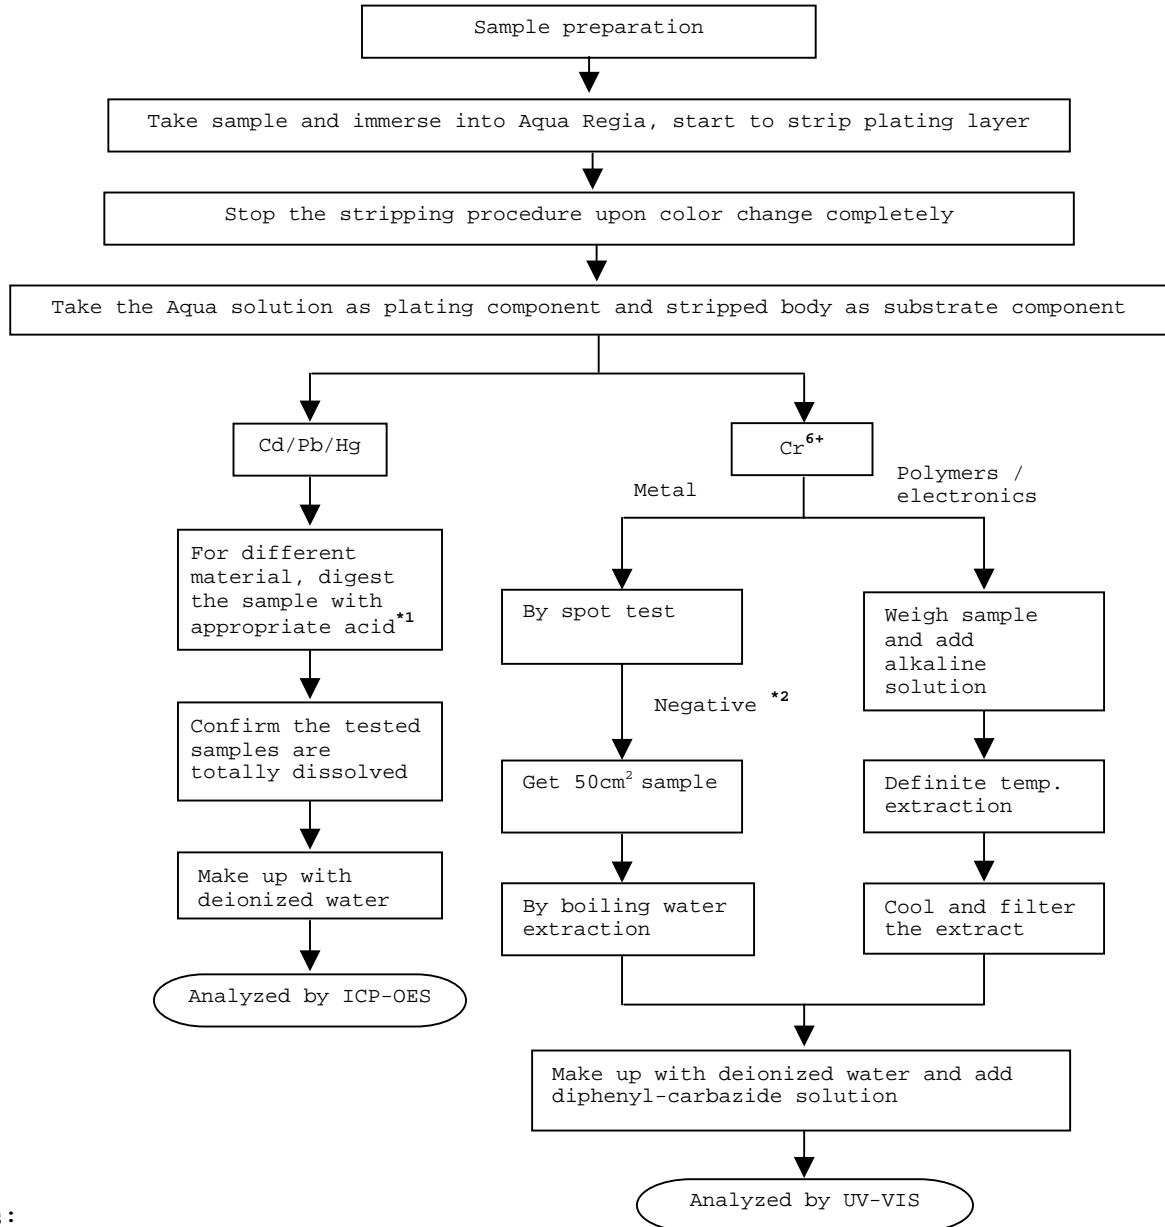 Sample preparation
Take sample and immerse into Aqua Regia, start to strip plating layer
Stop the stripping procedure upon color change completely
Take the Aqua solution as plating component and stripped body as substrate component
Cd/Pb/Hg
For different
material, digest
the sample with
appropriate acid*1
Confirm the tested
samples are
totally dissolved
Make up with
deionized water
Analyzed by ICP-OES
Cr6+
Metal
By spot test
Negative *2
Get 50cm2 sample
By boiling water
extraction
Polymers /
electronics
Weigh sample
and add
alkaline
solution
Definite temp.
extraction
Cool and filter
the extract
Make up with deionized water and add
diphenyl-carbazide solution
Analyzed by UV-VIS